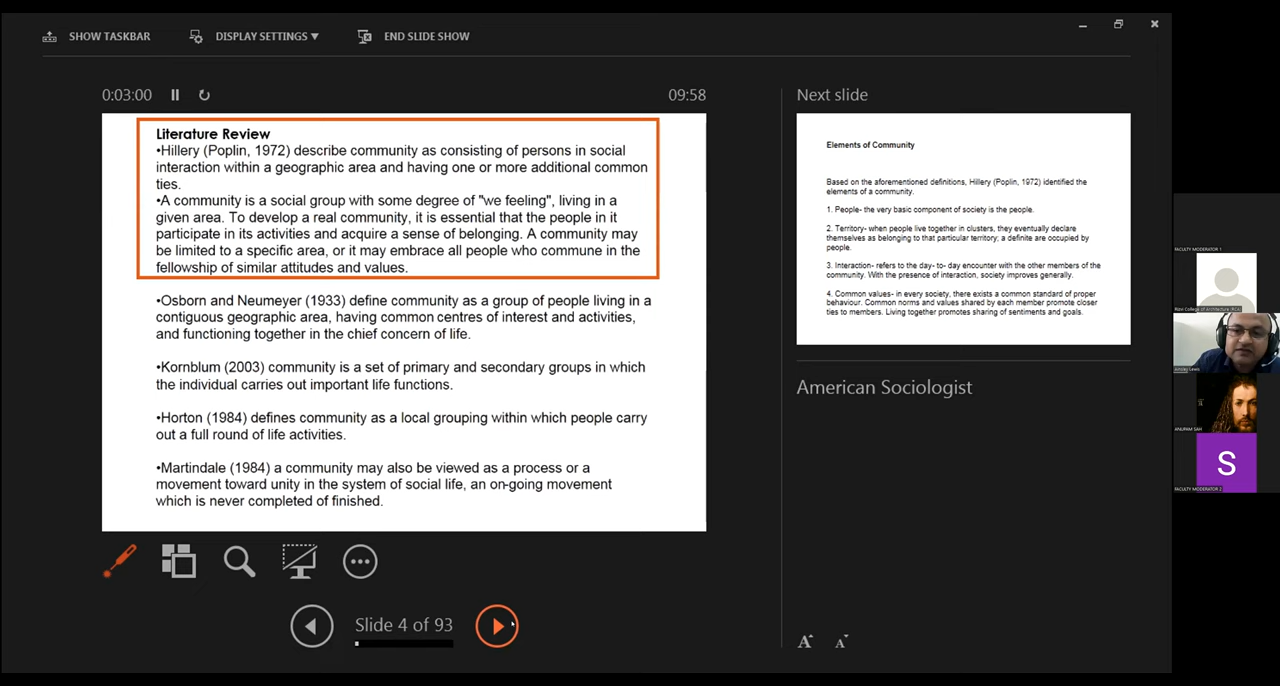 SHOW TASKBAR
DISPLAY SETTINGS ▼
END SLIDE SHOW
0:03:00
09:58
Literature Review
•Hillery (Poplin, 1972) describe community as consisting of persons in social
interaction within a geographic area and having one or more additional common
ties.
•A community is a social group with some degree of "we feeling", living in a
given area. To develop a real community, it is essential that the people in it
participate in its activities and acquire a sense of belonging. A community may
be limited to a specific area, or it may embrace all people who commune in the
fellowship of similar attitudes and values.
•Osborn and Neumeyer (1933) define community as a group of people living in a
contiguous geographic area, having common centres of interest and activities,
and functioning together in the chief concern of life.
•Kornblum (2003) community is a set of primary and secondary groups in which
the individual carries out important life functions.
•Horton (1984) defines community as a local grouping within which people carry
out a full round of life activities.
•Martindale (1984) a community may also be viewed as a process or a
movement toward unity in the system of social life, an on-going movement
which is never completed of finished.
Slide 4 of 93
Next slide
Elements of Community
Based on the aforementioned definitions, Hillery (Poplin, 1972) identified the
elements of a community.
1. People- the very basic component of society is the people.
2. Territory- when people live together in clusters, they eventually declare
themselves as belonging to that particular territory; a definite are occupied by
people.
3. Interaction- refers to the day- to-day encounter with the other members of the
community. With the presence of interaction, society improves generally.
4. Common values- in every society, there exists a common standard of proper
behaviour. Common norms and values shared by each member promote closer
ties to members. Living together promotes sharing of sentiments and goals.
American Sociologist
A A
FACULTY MODERATOR 1
College of Architecture
Lewis
ANUPAM SAH
S
FACULTY MODERATOR 2